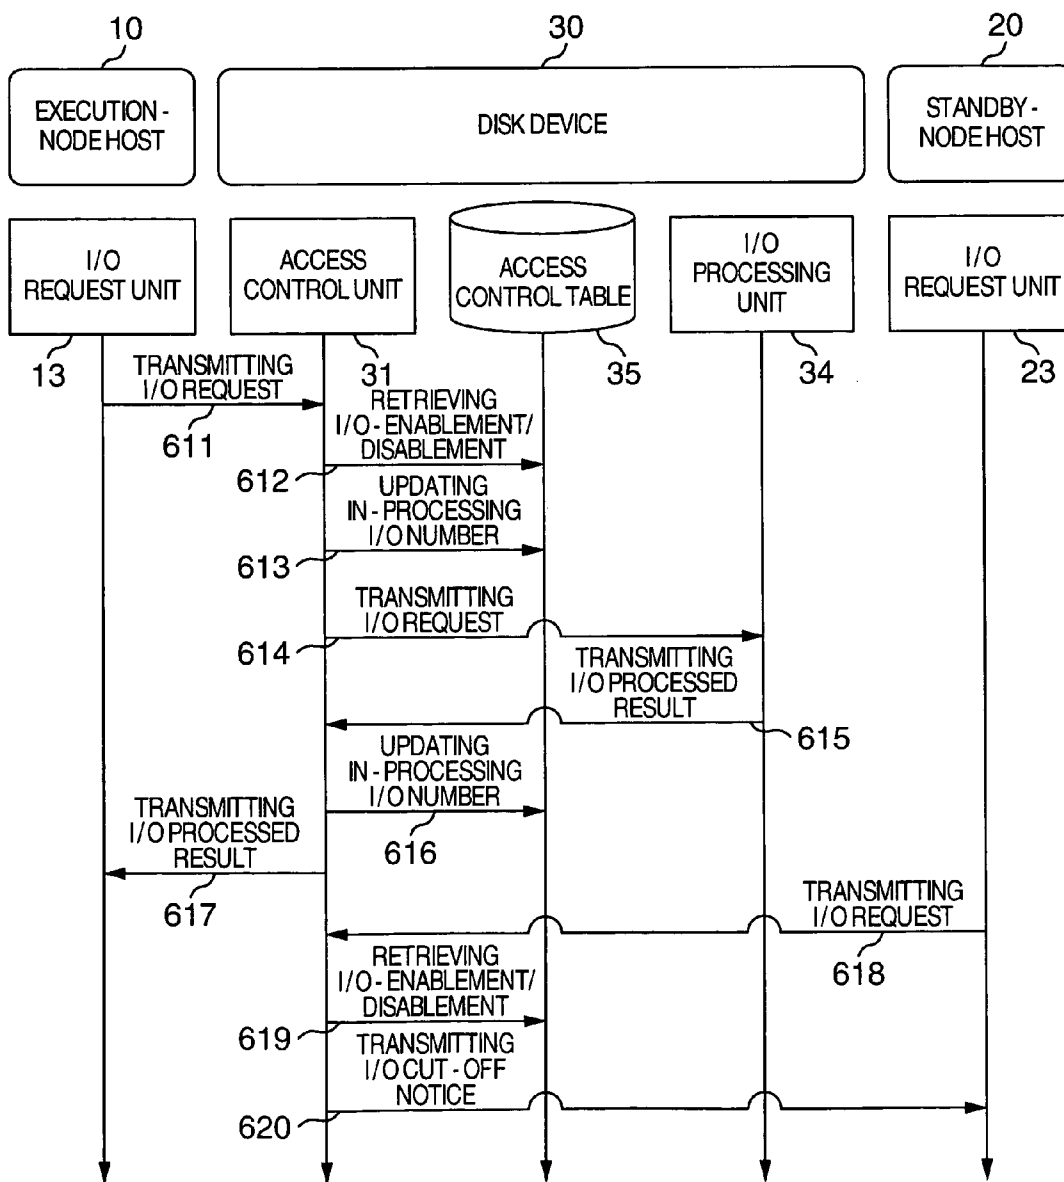 10
30
20
EXECUTION-
NODE HOST
DISK DEVICE
STANDBY-
NODE HOST
I/O
REQUEST UNIT
ACCESS
CONTROL UNIT
ACCESS
CONTROL TABLE
I/O
PROCESSING
UNIT
I/O
REQUEST UNIT
13
31
35
34
23
TRANSMITTING
I/O REQUEST
611
RETRIEVING
I/O-ENABLEMENT/
DISABLEMENT
612
UPDATING
IN-PROCESSING
I/O NUMBER
613
TRANSMITTING
I/O REQUEST
614
TRANSMITTING
I/O PROCESSED
RESULT
615
UPDATING
IN-PROCESSING
I/O NUMBER
616
TRANSMITTING
I/O PROCESSED
RESULT
617
TRANSMITTING
I/O REQUEST
618
RETRIEVING
I/O-ENABLEMENT/
DISABLEMENT
619
TRANSMITTING
I/O CUT-OFF
NOTICE
620